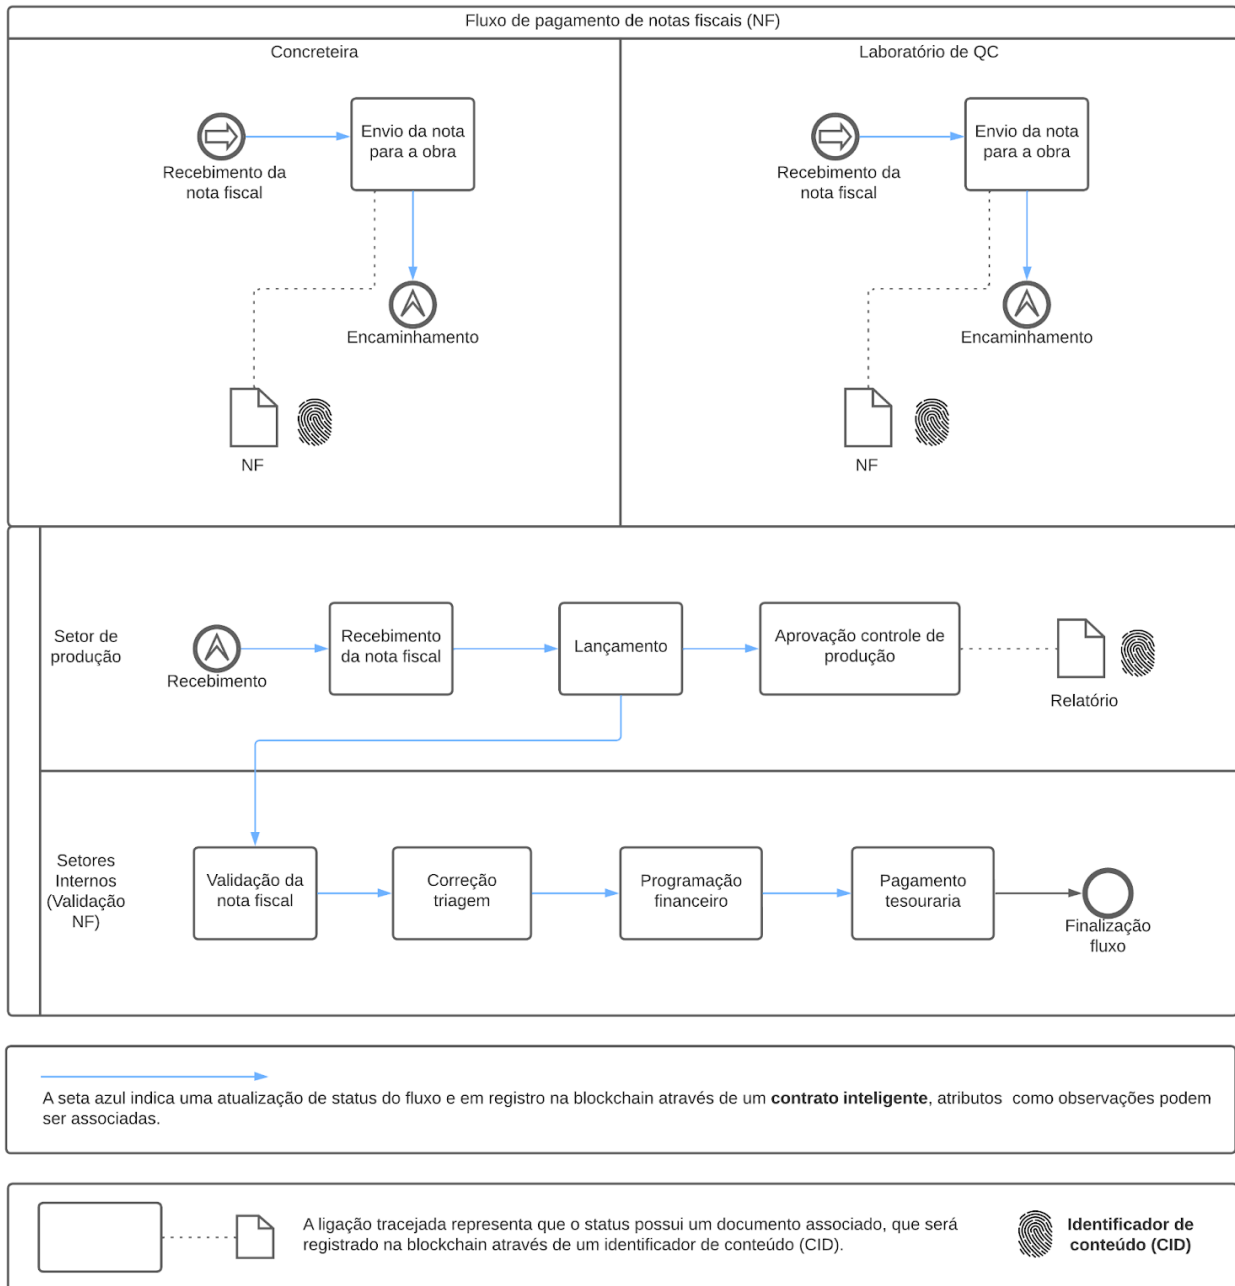 Fluxo de pagamento de notas fiscais (NF)
Concreteira
Laboratório de QC
Envio da nota
para a obra
Recebimento da
nota fiscal
Encaminhamento
NF
Envio da nota
para a obra
Recebimento da
nota fiscal
Encaminhamento
NF
Setor de
produção
Recebimento
Recebimento
da nota fiscal
Lançamento
Aprovação controle de
produção
Relatório
Setores
Internos
(Validação
NF)
Validação da
nota fiscal
Correção
triagem
Programação
financeiro
Pagamento
tesouraria
Finalização
fluxo
A seta azul indica uma atualização de status do fluxo e em registro na blockchain através de um contrato inteligente, atributos como observações podem
ser associadas.
A ligação tracejada representa que o status possui um documento associado, que será
registrado na blockchain através de um identificador de conteúdo (CID).
Identificador de
conteúdo (CID)